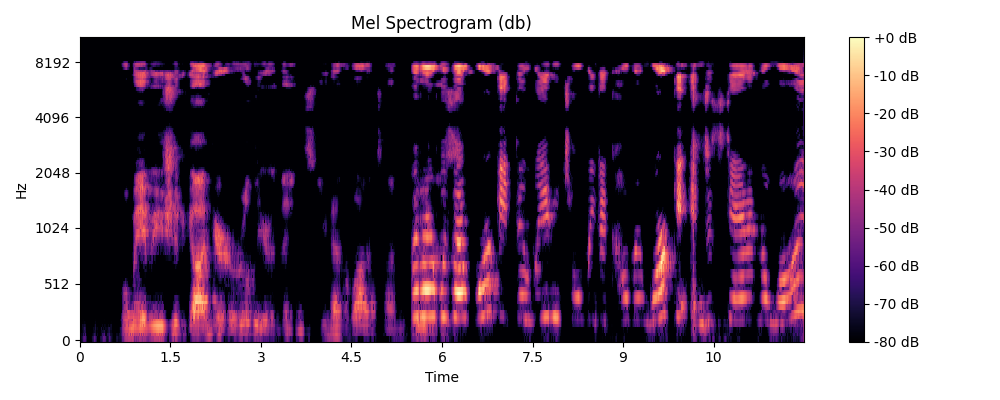 Mel Spectrogram (db)
8192
4096
2048
1024
512
0
Hz
0 1.5 3 4.5 6 7.5 9 10
Time
+0 dB
-10 dB
-20 dB
-30 dB
-40 dB
-50 dB
-60 dB
-70 dB
-80 dB